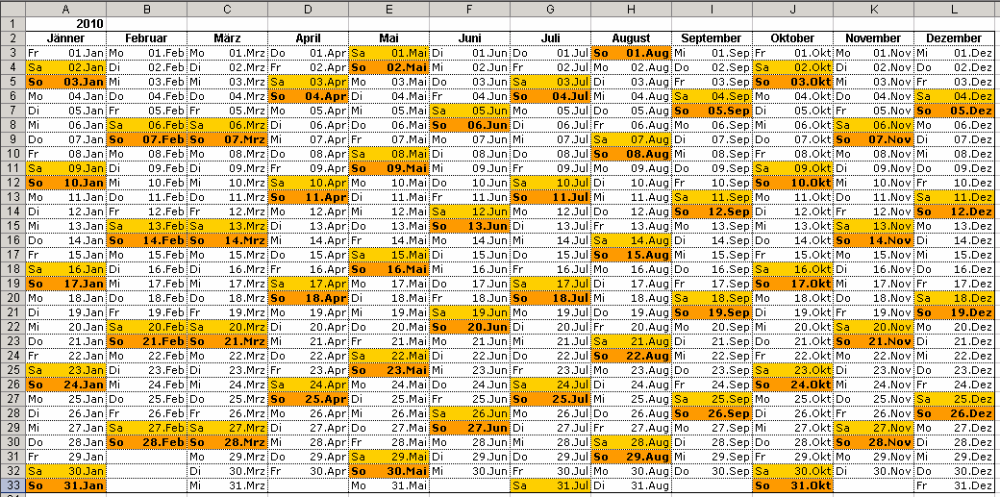 A B C D E F G H I J K L
1 2010
2 Jänner Februar März April Mai Juni Juli August September Oktober November Dezember
3 Fr 01.Jan Mo 01.Feb Mo 01.Mrz Do 01.Apr Sa 01.Mai Di 01.Jun Do 01.Jul So 01.Aug Mi 01.Sep Fr 01.Okt Mo 01.Nov Mi 01.Dez
4 Sa 02.Jan Di 02.Feb Di 02.Mrz Fr 02.Apr So 02.Mai Mi 02.Jun Fr 02.Jul Mo 02.Aug Do 02.Sep Sa 02.Okt Di 02.Nov Do 02.Dez
5 So 03.Jan Mi 03.Feb Mi 03.Mrz Sa 03.Apr Mo 03.Mai Do 03.Jun Sa 03.Jul Di 03.Aug Fr 03.Sep So 03.Okt Mi 03.Nov Fr 03.Dez
6 Mo 04.Jan Do 04.Feb Do 04.Mrz So 04.Apr Di 04.Mai Fr 04.Jun So 04.Jul Mi 04.Aug Sa 04.Sep Mo 04.Okt Do 04.Nov Sa 04.Dez
7 Di 05.Jan Fr 05.Feb Fr 05.Mrz Mo 05.Apr Mi 05.Mai Sa 05.Jun Mo 05.Jul Do 05.Aug So 05.Sep Di 05.Okt Fr 05.Nov So 05.Dez
8 Mi 06.Jan Sa 06.Feb Sa 06.Mrz Di 06.Apr Do 06.Mai So 06.Jun Di 06.Jul Fr 06.Aug Mo 06.Sep Mi 06.Okt Sa 06.Nov Mo 06.Dez
9 Do 07.Jan So 07.Feb So 07.Mrz Mi 07.Apr Fr 07.Mai Mo 07.Jun Mi 07.Jul Sa 07.Aug Di 07.Sep Do 07.Okt So 07.Nov Di 07.Dez
10 Fr 08.Jan Mo 08.Feb Mo 08.Mrz Do 08.Apr Sa 08.Mai Di 08.Jun Do 08.Jul So 08.Aug Mi 08.Sep Fr 08.Okt Mo 08.Nov Mi 08.Dez
11 Sa 09.Jan Di 09.Feb Di 09.Mrz Fr 09.Apr So 09.Mai Mi 09.Jun Fr 09.Jul Mo 09.Aug Do 09.Sep Sa 09.Okt Di 09.Nov Do 09.Dez
12 So 10.Jan Mi 10.Feb Mi 10.Mrz Sa 10.Apr Mo 10.Mai Do 10.Jun Sa 10.Jul Di 10.Aug Fr 10.Sep So 10.Okt Mi 10.Nov Fr 10.Dez
13 Mo 11.Jan Do 11.Feb Do 11.Mrz So 11.Apr Di 11.Mai Fr 11.Jun So 11.Jul Mi 11.Aug Sa 11.Sep Mo 11.Okt Do 11.Nov Sa 11.Dez
14 Di 12.Jan Fr 12.Feb Fr 12.Mrz Mo 12.Apr Mi 12.Mai Sa 12.Jun Mo 12.Jul Do 12.Aug So 12.Sep Di 12.Okt Fr 12.Nov So 12.Dez
15 Mi 13.Jan Sa 13.Feb Sa 13.Mrz Di 13.Apr Do 13.Mai So 13.Jun Di 13.Jul Fr 13.Aug Mo 13.Sep Mi 13.Okt Sa 13.Nov Mo 13.Dez
16 Do 14.Jan So 14.Feb So 14.Mrz Mi 14.Apr Fr 14.Mai Mo 14.Jun Mi 14.Jul Sa 14.Aug Di 14.Sep Do 14.Okt So 14.Nov Di 14.Dez
17 Fr 15.Jan Mo 15.Feb Mo 15.Mrz Do 15.Apr Sa 15.Mai Di 15.Jun Do 15.Jul So 15.Aug Mi 15.Sep Fr 15.Okt Mo 15.Nov Mi 15.Dez
18 Sa 16.Jan Di 16.Feb Di 16.Mrz Fr 16.Apr So 16.Mai Mi 16.Jun Fr 16.Jul Mo 16.Aug Do 16.Sep Sa 16.Okt Di 16.Nov Do 16.Dez
19 So 17.Jan Mi 17.Feb Mi 17.Mrz Sa 17.Apr Mo 17.Mai Do 17.Jun Sa 17.Jul Di 17.Aug Fr 17.Sep So 17.Okt Mi 17.Nov Fr 17.Dez
20 Mo 18.Jan Do 18.Feb Do 18.Mrz So 18.Apr Di 18.Mai Fr 18.Jun So 18.Jul Mi 18.Aug Sa 18.Sep Mo 18.Okt Do 18.Nov Sa 18.Dez
21 Di 19.Jan Fr 19.Feb Fr 19.Mrz Mo 19.Apr Mi 19.Mai Sa 19.Jun Mo 19.Jul Do 19.Aug So 19.Sep Di 19.Okt Fr 19.Nov So 19.Dez
22 Mi 20.Jan Sa 20.Feb Sa 20.Mrz Di 20.Apr Do 20.Mai So 20.Jun Di 20.Jul Fr 20.Aug Mo 20.Sep Mi 20.Okt Sa 20.Nov Mo 20.Dez
23 Do 21.Jan So 21.Feb So 21.Mrz Mi 21.Apr Fr 21.Mai Mo 21.Jun Mi 21.Jul Sa 21.Aug Di 21.Sep Do 21.Okt So 21.Nov Di 21.Dez
24 Fr 22.Jan Mo 22.Feb Mo 22.Mrz Do 22.Apr Sa 22.Mai Di 22.Jun Do 22.Jul So 22.Aug Mi 22.Sep Fr 22.Okt Mo 22.Nov Mi 22.Dez
25 Sa 23.Jan Di 23.Feb Di 23.Mrz Fr 23.Apr So 23.Mai Mi 23.Jun Fr 23.Jul Mo 23.Aug Do 23.Sep Sa 23.Okt Di 23.Nov Do 23.Dez
26 So 24.Jan Mi 24.Feb Mi 24.Mrz Sa 24.Apr Mo 24.Mai Do 24.Jun Sa 24.Jul Di 24.Aug Fr 24.Sep So 24.Okt Mi 24.Nov Fr 24.Dez
27 Mo 25.Jan Do 25.Feb Do 25.Mrz So 25.Apr Di 25.Mai Fr 25.Jun So 25.Jul Mi 25.Aug Sa 25.Sep Mo 25.Okt Do 25.Nov Sa 25.Dez
28 Di 26.Jan Fr 26.Feb Fr 26.Mrz Mo 26.Apr Mi 26.Mai Sa 26.Jun Mo 26.Jul Do 26.Aug So 26.Sep Di 26.Okt Fr 26.Nov So 26.Dez
29 Mi 27.Jan Sa 27.Feb Sa 27.Mrz Di 27.Apr Do 27.Mai So 27.Jun Di 27.Jul Fr 27.Aug Mo 27.Sep Mi 27.Okt Sa 27.Nov Mo 27.Dez
30 Do 28.Jan So 28.Feb So 28.Mrz Mi 28.Apr Fr 28.Mai Mo 28.Jun Mi 28.Jul Sa 28.Aug Di 28.Sep Do 28.Okt So 28.Nov Di 28.Dez
31 Fr 29.Jan Mo 29.Mrz Do 29.Apr Sa 29.Mai Di 29.Jun Do 29.Jul So 29.Aug Mi 29.Sep Fr 29.Okt Mo 29.Nov Mi 29.Dez
32 Sa 30.Jan Di 30.Mrz Fr 30.Apr So 30.Mai Mi 30.Jun Fr 30.Jul Mo 30.Aug Do 30.Sep Sa 30.Okt Di 30.Nov Do 30.Dez
33 So 31.Jan Mi 31.Mrz Mo 31.Mai Sa 31.Jul Di 31.Aug So 31.Okt Fr 31.Dez